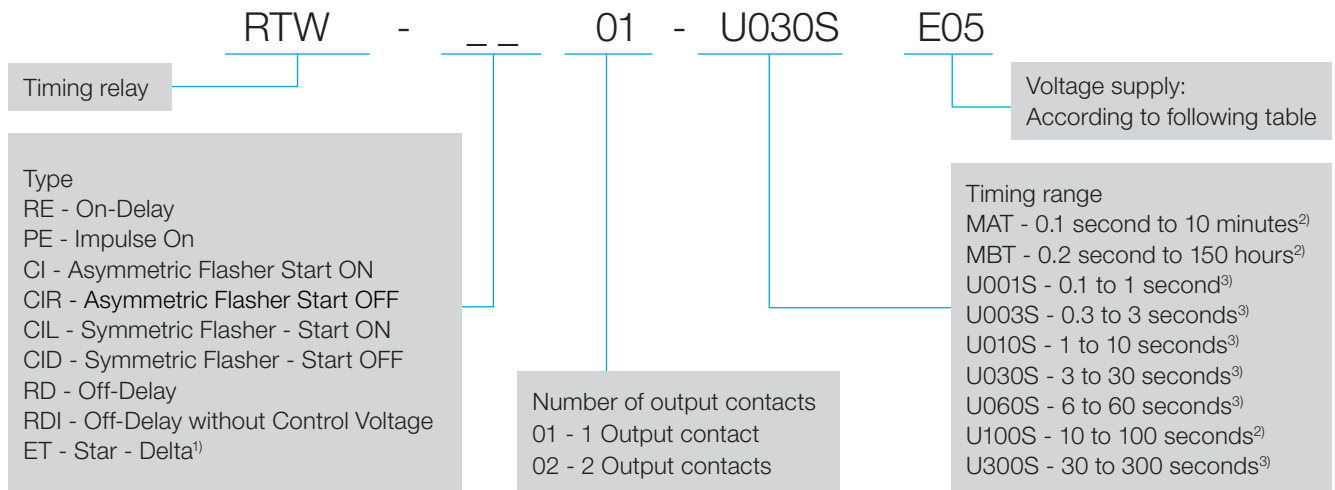 RTW - _ _ 01 - U030S E05
Timing relay
Voltage supply:
According to following table
Type
RE - On-Delay
PE - Impulse On
CI - Asymmetric Flasher Start ON
CIR - Asymmetric Flasher Start OFF
CIL - Symmetric Flasher - Start ON
CID - Symmetric Flasher - Start OFF
RD - Off-Delay
RDI - Off-Delay without Control Voltage
ET - Star - Delta¹⁾
Number of output contacts
01 - 1 Output contact
02 - 2 Output contacts
Timing range
MAT - 0.1 second to 10 minutes²⁾
MBT - 0.2 second to 150 hours²⁾
U001S - 0.1 to 1 second³⁾
U003S - 0.3 to 3 seconds³⁾
U010S - 1 to 10 seconds³⁾
U030S - 3 to 30 seconds³⁾
U060S - 6 to 60 seconds³⁾
U100S - 10 to 100 seconds²⁾
U300S - 30 to 300 seconds³⁾